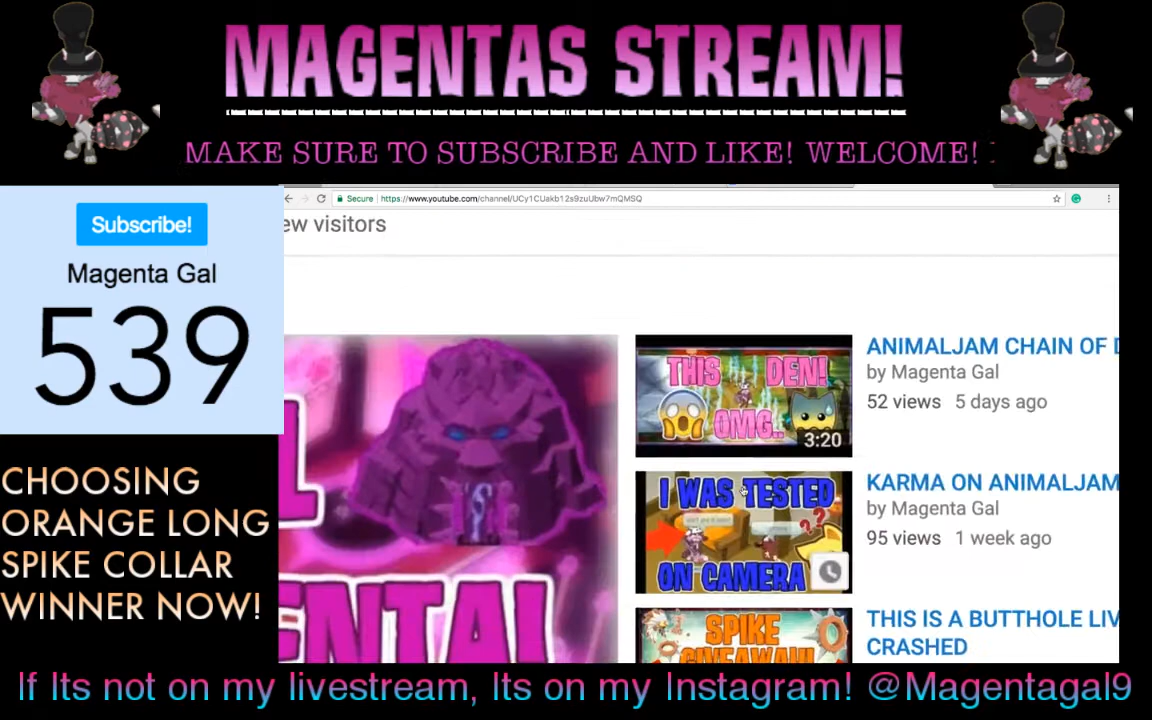 MAGENTAS STREAM!
MAKE SURE TO SUBSCRIBE AND LIKE! WELCOME!
Subscribe!
Magenta Gal
539
CHOOSING
ORANGE LONG
SPIKE COLLAR
WINNER NOW!
Secure https://www.youtube.com/channel/UCy1CUakb12s9zuUbw7mQMSQ
ew visitors
L
ENTAL
THIS DEN!
OMG..
3:20
ANIMALJAM CHAIN OF
by Magenta Gal
52 views 5 days ago
I WAS TESTED
??
ON CAMERA
KARMA ON ANIMALJAM
by Magenta Gal
95 views 1 week ago
SPIKE
GIVEAWAY!
THIS IS A BUTTHOLE LIV
CRASHED
If Its not on my livestream, Its on my Instagram! @Magentagal9